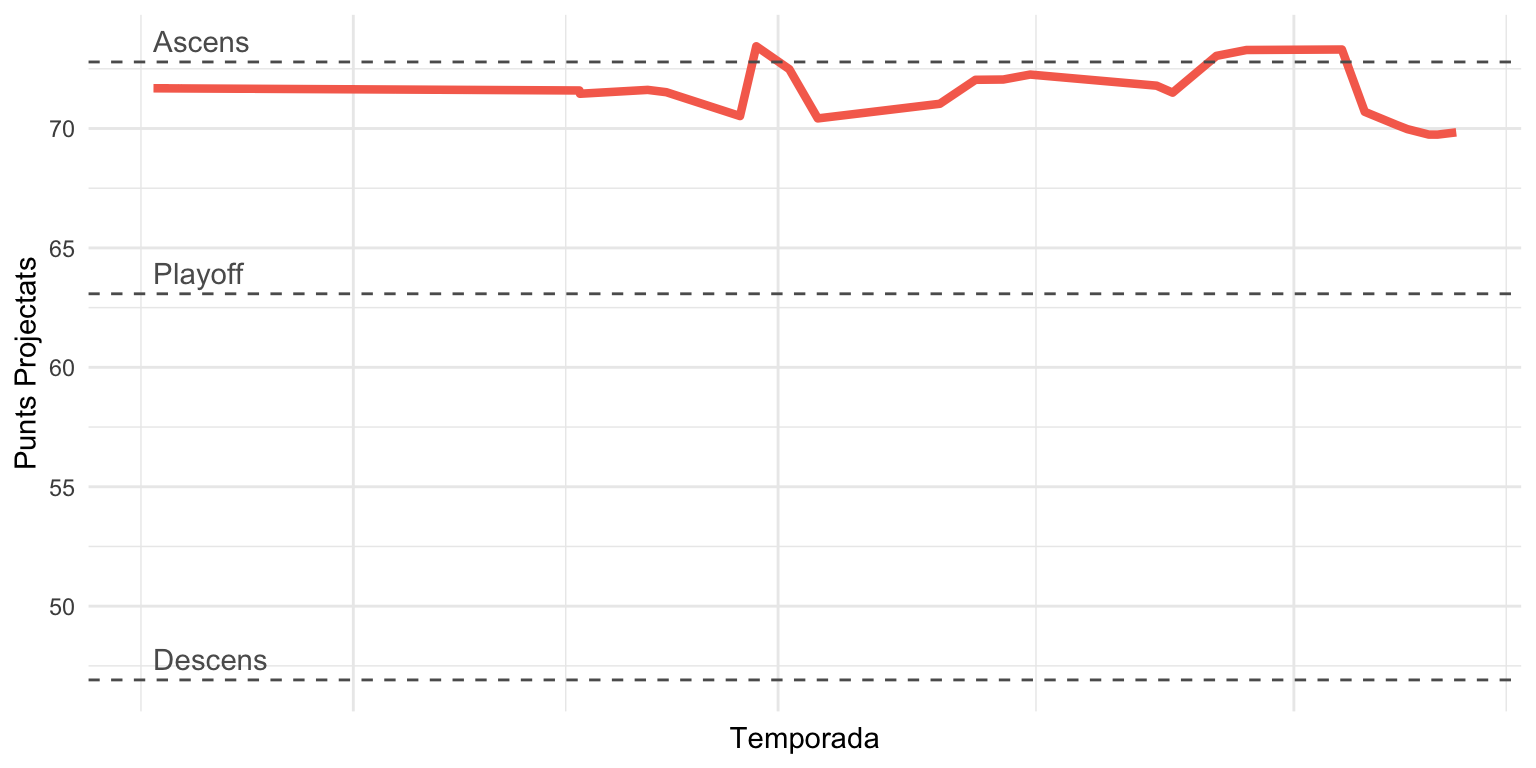 Ascens
70
65
Playoff
60
55
50
Descens
Punts Projectats
Temporada